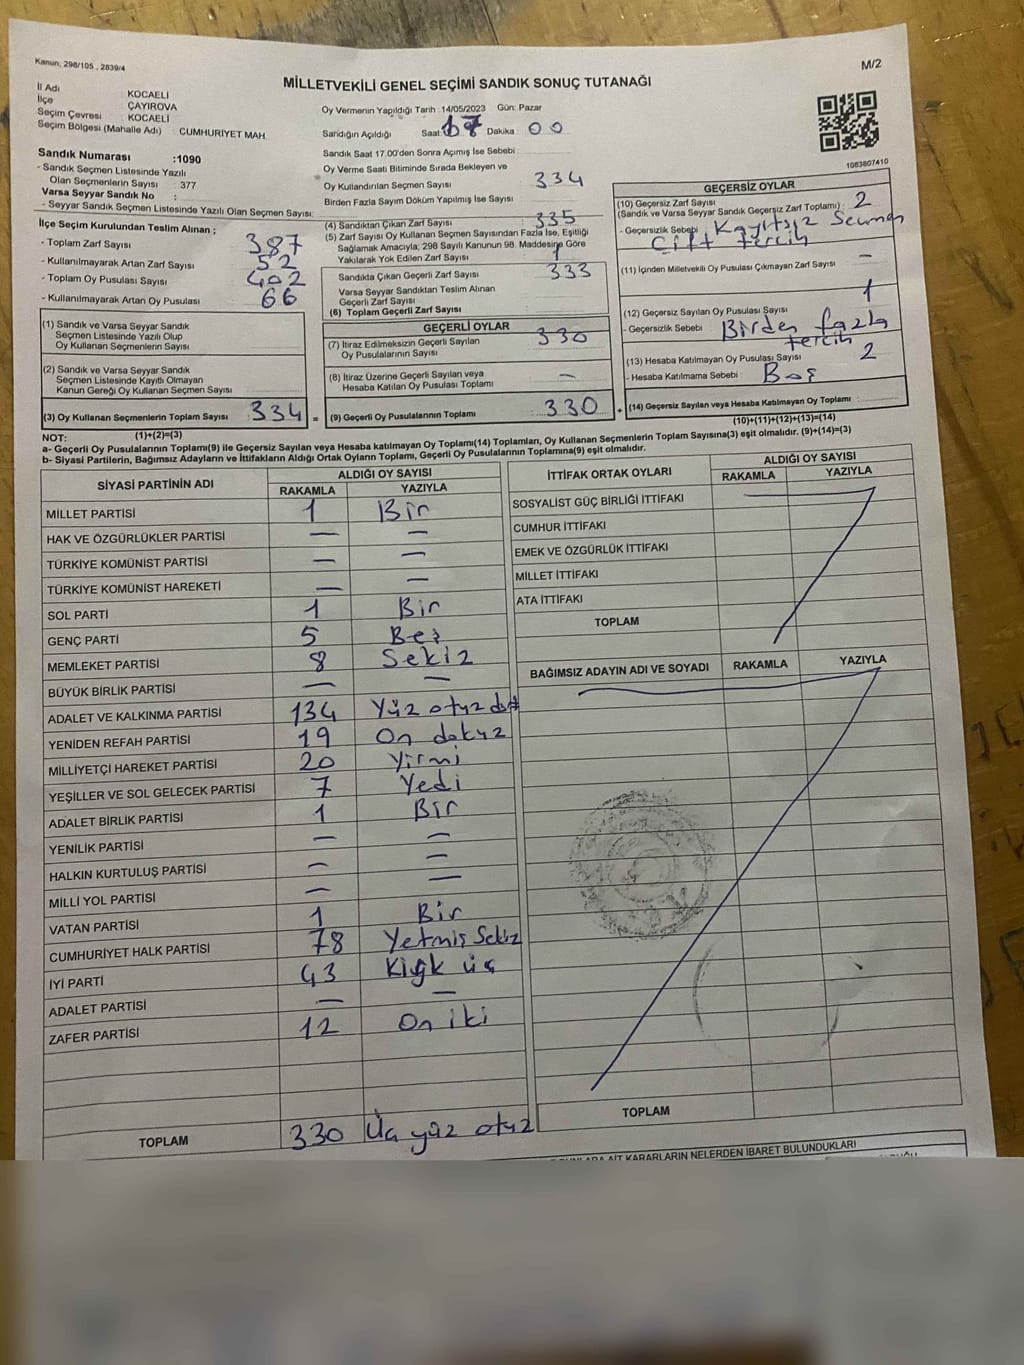 Kanun: 298/105 , 2839/4
M/2
MİLLETVEKİLİ GENEL SEÇİMİ SANDIK SONUÇ TUTANAĞI
İl Adı : KOCAELİ
İlçe : ÇAYIROVA
Seçim Çevresi : KOCAELİ
Seçim Bölgesi (Mahalle Adı) : CUMHURİYET MAH.
Sandık Numarası :1090
- Sandık Seçmen Listesinde Yazılı
Olan Seçmenlerin Sayısı : 377
Varsa Seyyar Sandık No :
- Seyyar Sandık Seçmen Listesinde Yazılı Olan Seçmen Sayısı:
Oy Vermenin Yapıldığı Tarih : 14/05/2023 Gün: Pazar
Sandığın Açıldığı Saat 17 Dakika : 00
Sandık Saat 17.00'den Sonra Açımış İse Sebebi
Oy Verme Saati Bitiminde Sırada Bekleyen ve
Oy Kullandırılan Seçmen Sayısı 334
Birden Fazla Sayım Döküm Yapılmış İse Sayısı
1083807410
İlçe Seçim Kurulundan Teslim Alınan ;
- Toplam Zarf Sayısı 387
- Kullanılmayarak Artan Zarf Sayısı 52
- Toplam Oy Pusulası Sayısı 402
- Kullanılmayarak Artan Oy Pusulası 66
(1) Sandık ve Varsa Seyyar Sandık
Seçmen Listesinde Yazılı Olup
Oy Kullanan Seçmenlerin Sayısı
(2) Sandık ve Varsa Seyyar Sandık
Seçmen Listesinde Kayıtlı Olmayan
Kanun Gereği Oy Kullanan Seçmen Sayısı
(3) Oy Kullanan Seçmenlerin Toplam Sayısı 334 =
(1)+(2)=(3)
(4) Sandıktan Çıkan Zarf Sayısı 335
(5) Zarf Sayısı Oy Kullanan Seçmen Sayısından Fazla İse, Eşitliği
Sağlamak Amacıyla; 298 Sayılı Kanunun 98. Maddesine Göre
Yakılarak Yok Edilen Zarf Sayısı 1
Sandıkta Çıkan Geçerli Zarf Sayısı 333
Varsa Seyyar Sandıktan Teslim Alınan
Geçerli Zarf Sayısı
(6) Toplam Geçerli Zarf Sayısı
GEÇERLİ OYLAR
(7) İtiraz Edilmeksizin Geçerli Sayılan
Oy Pusulalarının Sayısı 330
(8) İtiraz Üzerine Geçerli Sayılan veya
Hesaba Katılan Oy Pusulası Toplamı —
(9) Geçerli Oy Pusulalarının Toplamı 330 +
GEÇERSİZ OYLAR
(10) Geçersiz Zarf Sayısı
(Sandık ve Varsa Seyyar Sandık Geçersiz Zarf Toplamı) : 2
- Geçersizlik Sebebi Kayıtsız Seçmen
Çift tercih
(11) İçinden Milletvekili Oy Pusulası Çıkmayan Zarf Sayısı —
(12) Geçersiz Sayılan Oy Pusulası Sayısı 1
- Geçersizlik Sebebi Birden fazla
tercih
(13) Hesaba Katılmayan Oy Pusulası Sayısı 2
- Hesaba Katılmama Sebebi : Boş
(14) Geçersiz Sayılan veya Hesaba Katılmayan Oy Toplamı
(10)+(11)+(12)+(13)=(14)
NOT:
a- Geçerli Oy Pusulalarının Toplamı(9) ile Geçersiz Sayılan veya Hesaba katılmayan Oy Toplamı(14) Toplamları, Oy Kullanan Seçmenlerin Toplam Sayısına(3) eşit olmalıdır. (9)+(14)=(3)
b- Siyasi Partilerin, Bağımsız Adayların ve İttifakların Aldığı Ortak Oyların Toplamı, Geçerli Oy Pusulalarının Toplamına(9) eşit olmalıdır.
SİYASİ PARTİNİN ADI ALDIĞI OY SAYISI
RAKAMLA YAZIYLA
MİLLET PARTİSİ 1 Bir
HAK VE ÖZGÜRLÜKLER PARTİSİ — —
TÜRKİYE KOMÜNİST PARTİSİ — —
TÜRKİYE KOMÜNİST HAREKETİ — —
SOL PARTİ 1 Bir
GENÇ PARTİ 5 Beş
MEMLEKET PARTİSİ 8 Sekiz
BÜYÜK BİRLİK PARTİSİ — —
ADALET VE KALKINMA PARTİSİ 134 Yüz otuz dört
YENİDEN REFAH PARTİSİ 19 On dokuz
MİLLİYETÇİ HAREKET PARTİSİ 20 Yirmi
YEŞİLLER VE SOL GELECEK PARTİSİ 7 Yedi
ADALET BİRLİK PARTİSİ 1 Bir
YENİLİK PARTİSİ — —
HALKIN KURTULUŞ PARTİSİ — —
MİLLİ YOL PARTİSİ — —
VATAN PARTİSİ 1 Bir
CUMHURİYET HALK PARTİSİ 78 Yetmiş Sekiz
İYİ PARTİ 43 Kırk üç
ADALET PARTİSİ — —
ZAFER PARTİSİ 12 On iki
TOPLAM 330 Üç yüz otuz
İTTİFAK ORTAK OYLARI ALDIĞI OY SAYISI
RAKAMLA YAZIYLA
SOSYALİST GÜÇ BİRLİĞİ İTTİFAKI
CUMHUR İTTİFAKI
EMEK VE ÖZGÜRLÜK İTTİFAKI
MİLLET İTTİFAKI
ATA İTTİFAKI
TOPLAM
BAĞIMSIZ ADAYIN ADI VE SOYADI RAKAMLA YAZIYLA
TOPLAM
AİT KARARLARIN NELERDEN İBARET BULUNDUKLARI